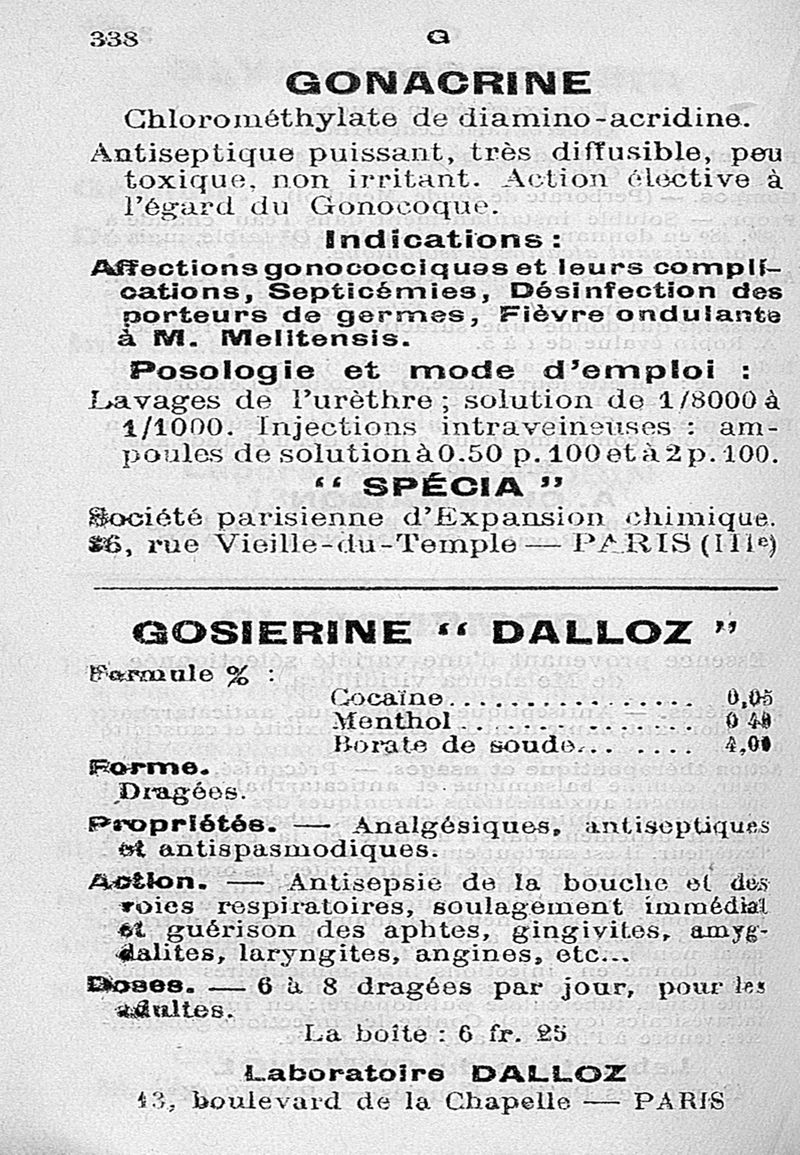 338
G
GONACRINE
Chlorométhylate de diamino-acridine.
Antiseptique puissant, très diffusible, peu
toxique, non irritant. Action élective à
l'égard du Gonocoque.
Indications :
Affections gonococciques et leurs compli-
cations, Septicémies, Désinfection des
porteurs de germes, Fièvre ondulante
à M. Melitensis.
Posologie et mode d'emploi :
Lavages de l'urèthre ; solution de 1/8000 à
1/1000. Injections intraveineuses : am-
poules de solution à 0.50 p. 100 et à 2 p. 100.
“ SPÉCIA ”
Société parisienne d'Expansion chimique.
rue Vieille-du-Temple — PARIS (IIIe)
GOSIERINE “ DALLOZ ”
Formule % :
Cocaïne................ 0,05
Menthol ............... 0 40
Borate de soude... ...... 4,00
Forme.
Dragées.
Propriétés. — Analgésiques, antiseptiques
et antispasmodiques.
Action. — Antisepsie de la bouche et des
voies respiratoires, soulagement immédiat
et guérison des aphtes, gingivites, amyg-
dalites, laryngites, angines, etc...
Doses. — 6 à 8 dragées par jour, pour les
adultes.
La boîte : 6 fr. 25
Laboratoire DALLOZ
13, boulevard de la Chapelle — PARIS